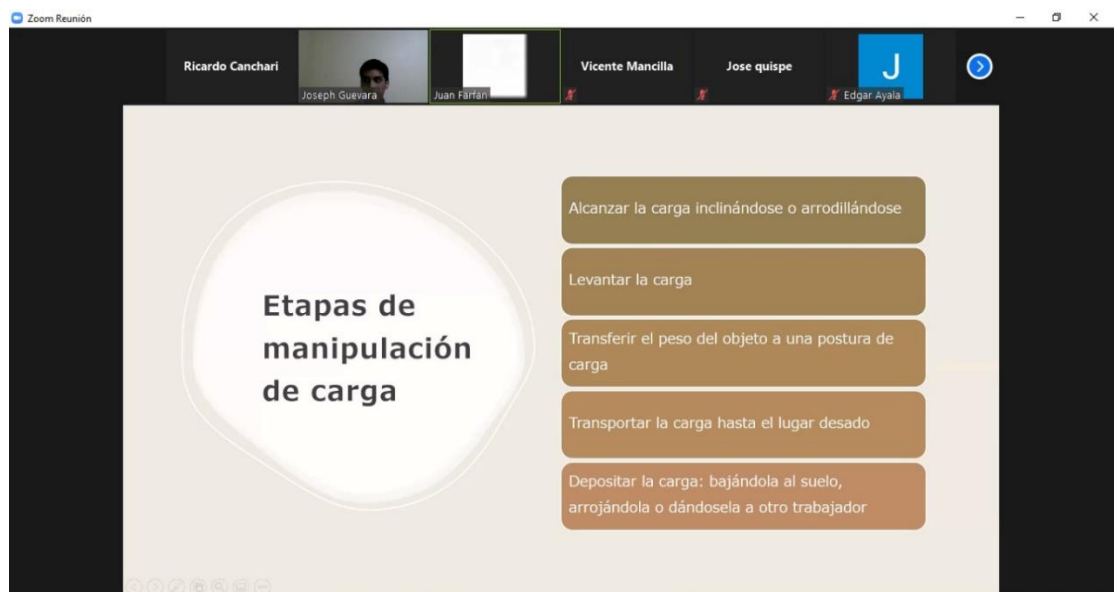 Zoom Reunión
Ricardo Canchari
Joseph Guevara
Juan Farfan
Vicente Mancilla
Jose quispe
J
Edgar Ayala
Etapas de
manipulación
de carga
Alcanzar la carga inclinándose o arrodillándose
Levantar la carga
Transferir el peso del objeto a una postura de
carga
Transportar la carga hasta el lugar desado
Depositar la carga: bajándola al suelo,
arrojándola o dándosela a otro trabajador